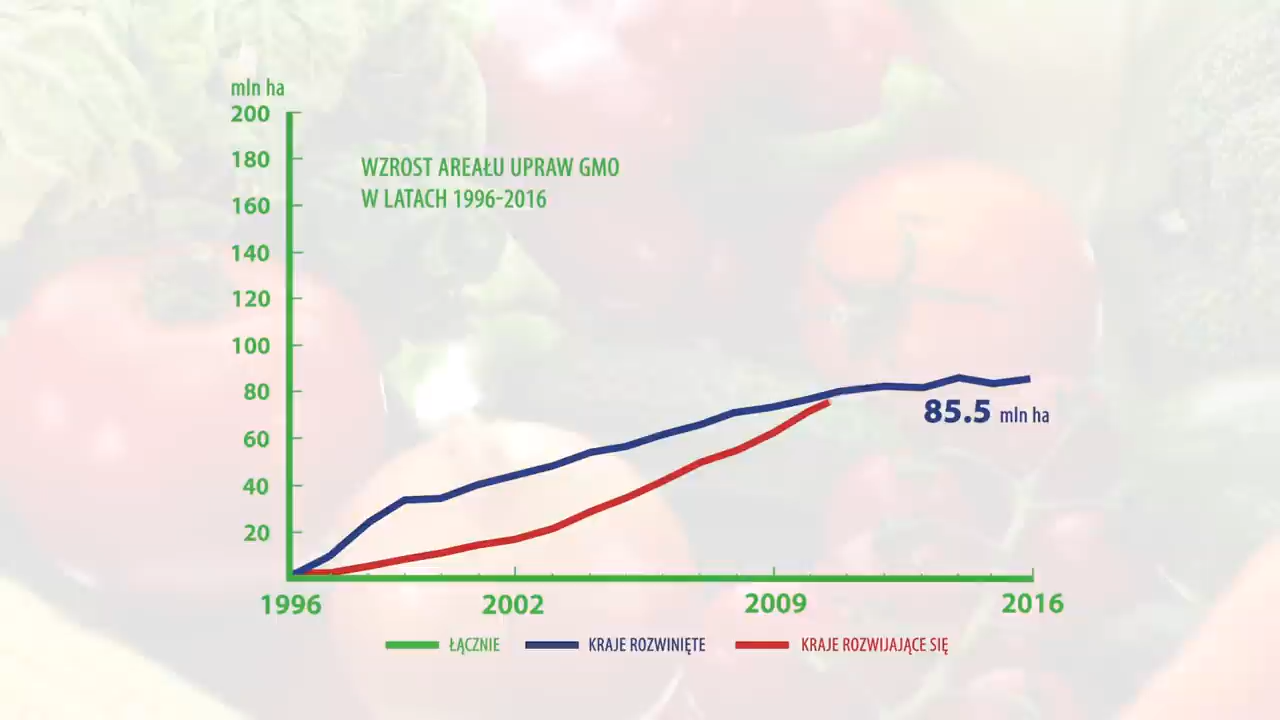 mln ha
200
180
160
140
120
100
80
60
40
20
WZROST AREAŁU UPRAW GMO
W LATACH 1996-2016
85.5 mln ha
1996 2002 2009 2016
ŁĄCZNIE KRAJE ROZWINIĘTE KRAJE ROZWIJAJĄCE SIĘ